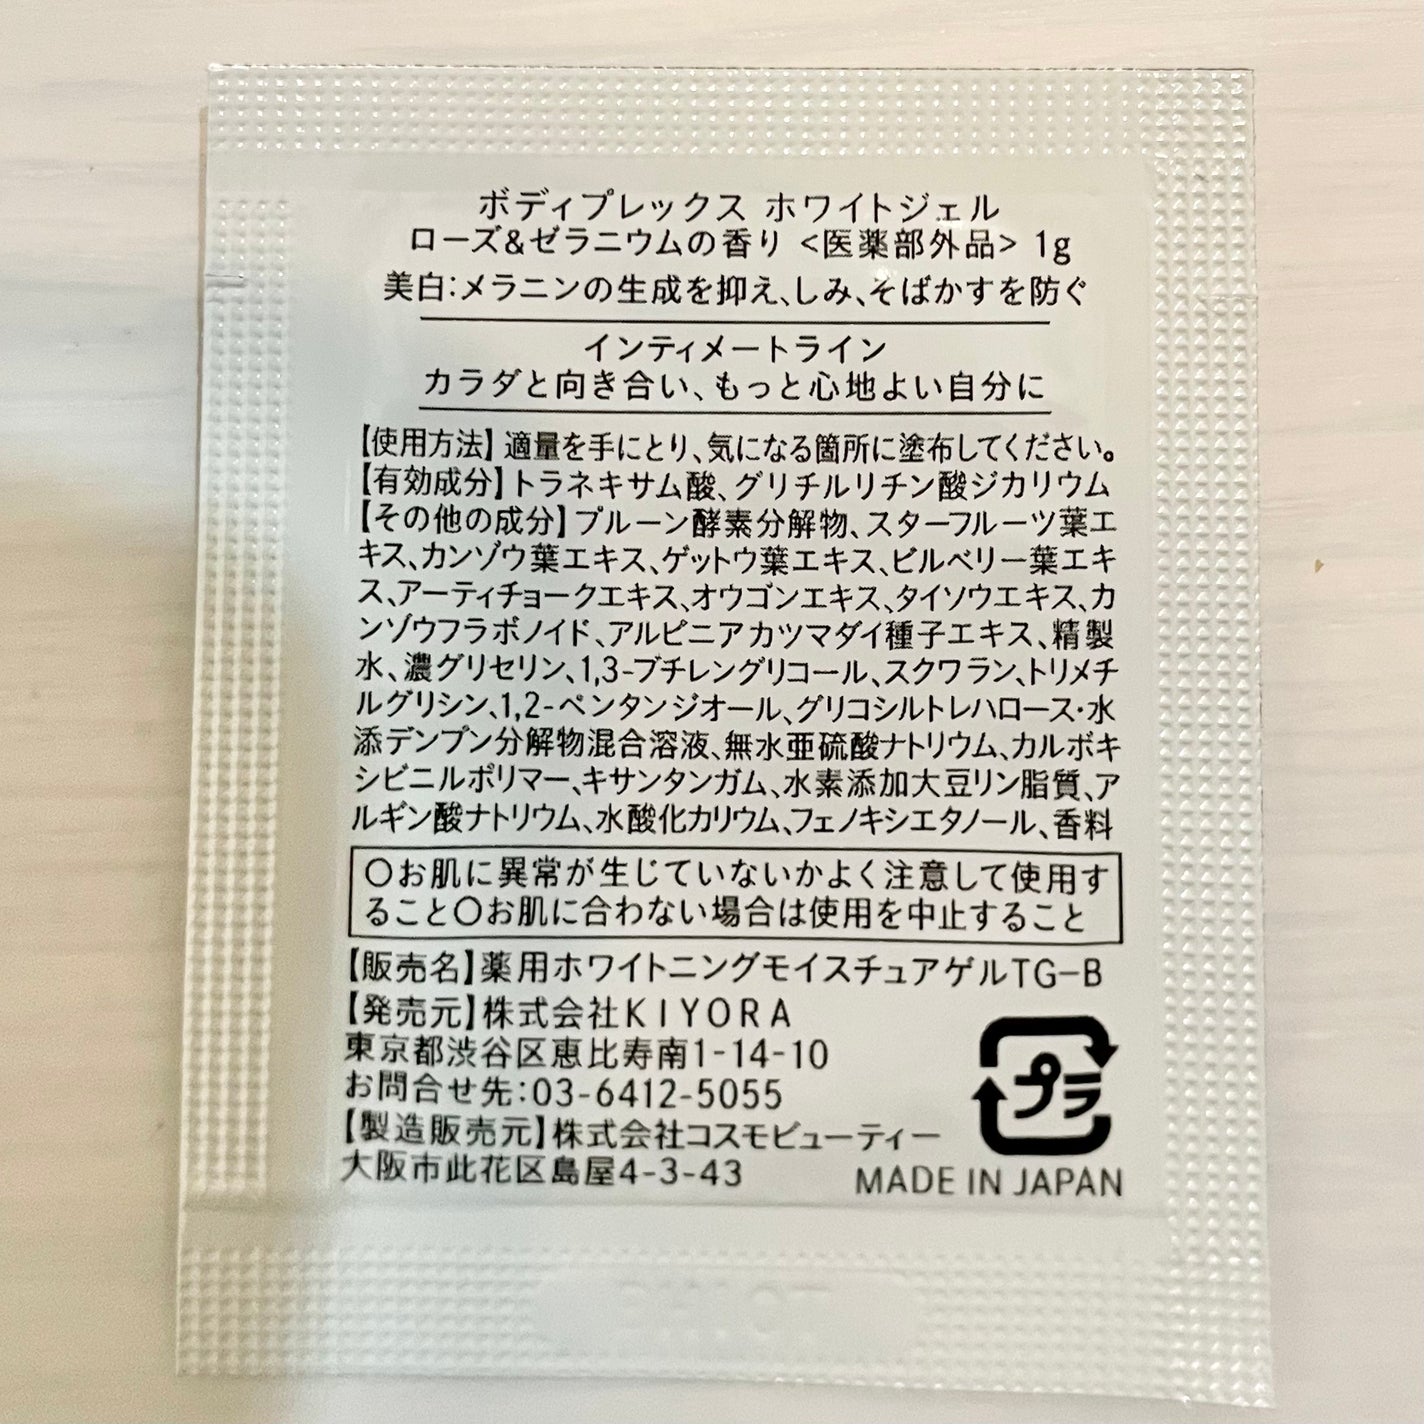 ボディプレックス ホワイトジェル
ローズ&ゼラニウムの香り <医薬部外品> 1g
美白:メラニンの生成を抑え、しみ、そばかすを防ぐ
インティメートライン
カラダと向き合い、もっと心地よい自分に
【使用方法】適量を手にとり、気になる箇所に塗布してください。
【有効成分】トラネキサム酸、グリチルリチン酸ジカリウム
【その他の成分】プルーン酵素分解物、スターフルーツ葉エ
キス、カンゾウ葉エキス、ゲットウ葉エキス、ビルベリー葉エキ
ス、アーティチョークエキス、オウゴンエキス、タイソウエキス、カ
ンゾウフラボノイド、アルピニアカツマダイ種子エキス、精製
水、濃グリセリン、1,3-ブチレングリコール、スクワラン、トリメチ
ルグリシン、1,2-ペンタンジオール、グリコシルトレハロース・水
添デンプン分解物混合溶液、無水亜硫酸ナトリウム、カルボキ
シビニルポリマー、キサンタンガム、水素添加大豆リン脂質、ア
ルギン酸ナトリウム、水酸化カリウム、フェノキシエタノール、香料
〇お肌に異常が生じていないかよく注意して使用す
ること〇お肌に合わない場合は使用を中止すること
【販売名】薬用ホワイトニングモイスチュアゲルTG-B
【発売元】株式会社KIYORA
東京都渋谷区恵比寿南1-14-10
お問合せ先:03-6412-5055
【製造販売元】株式会社コスモビューティー
大阪市此花区島屋4-3-43
プラ
MADE IN JAPAN